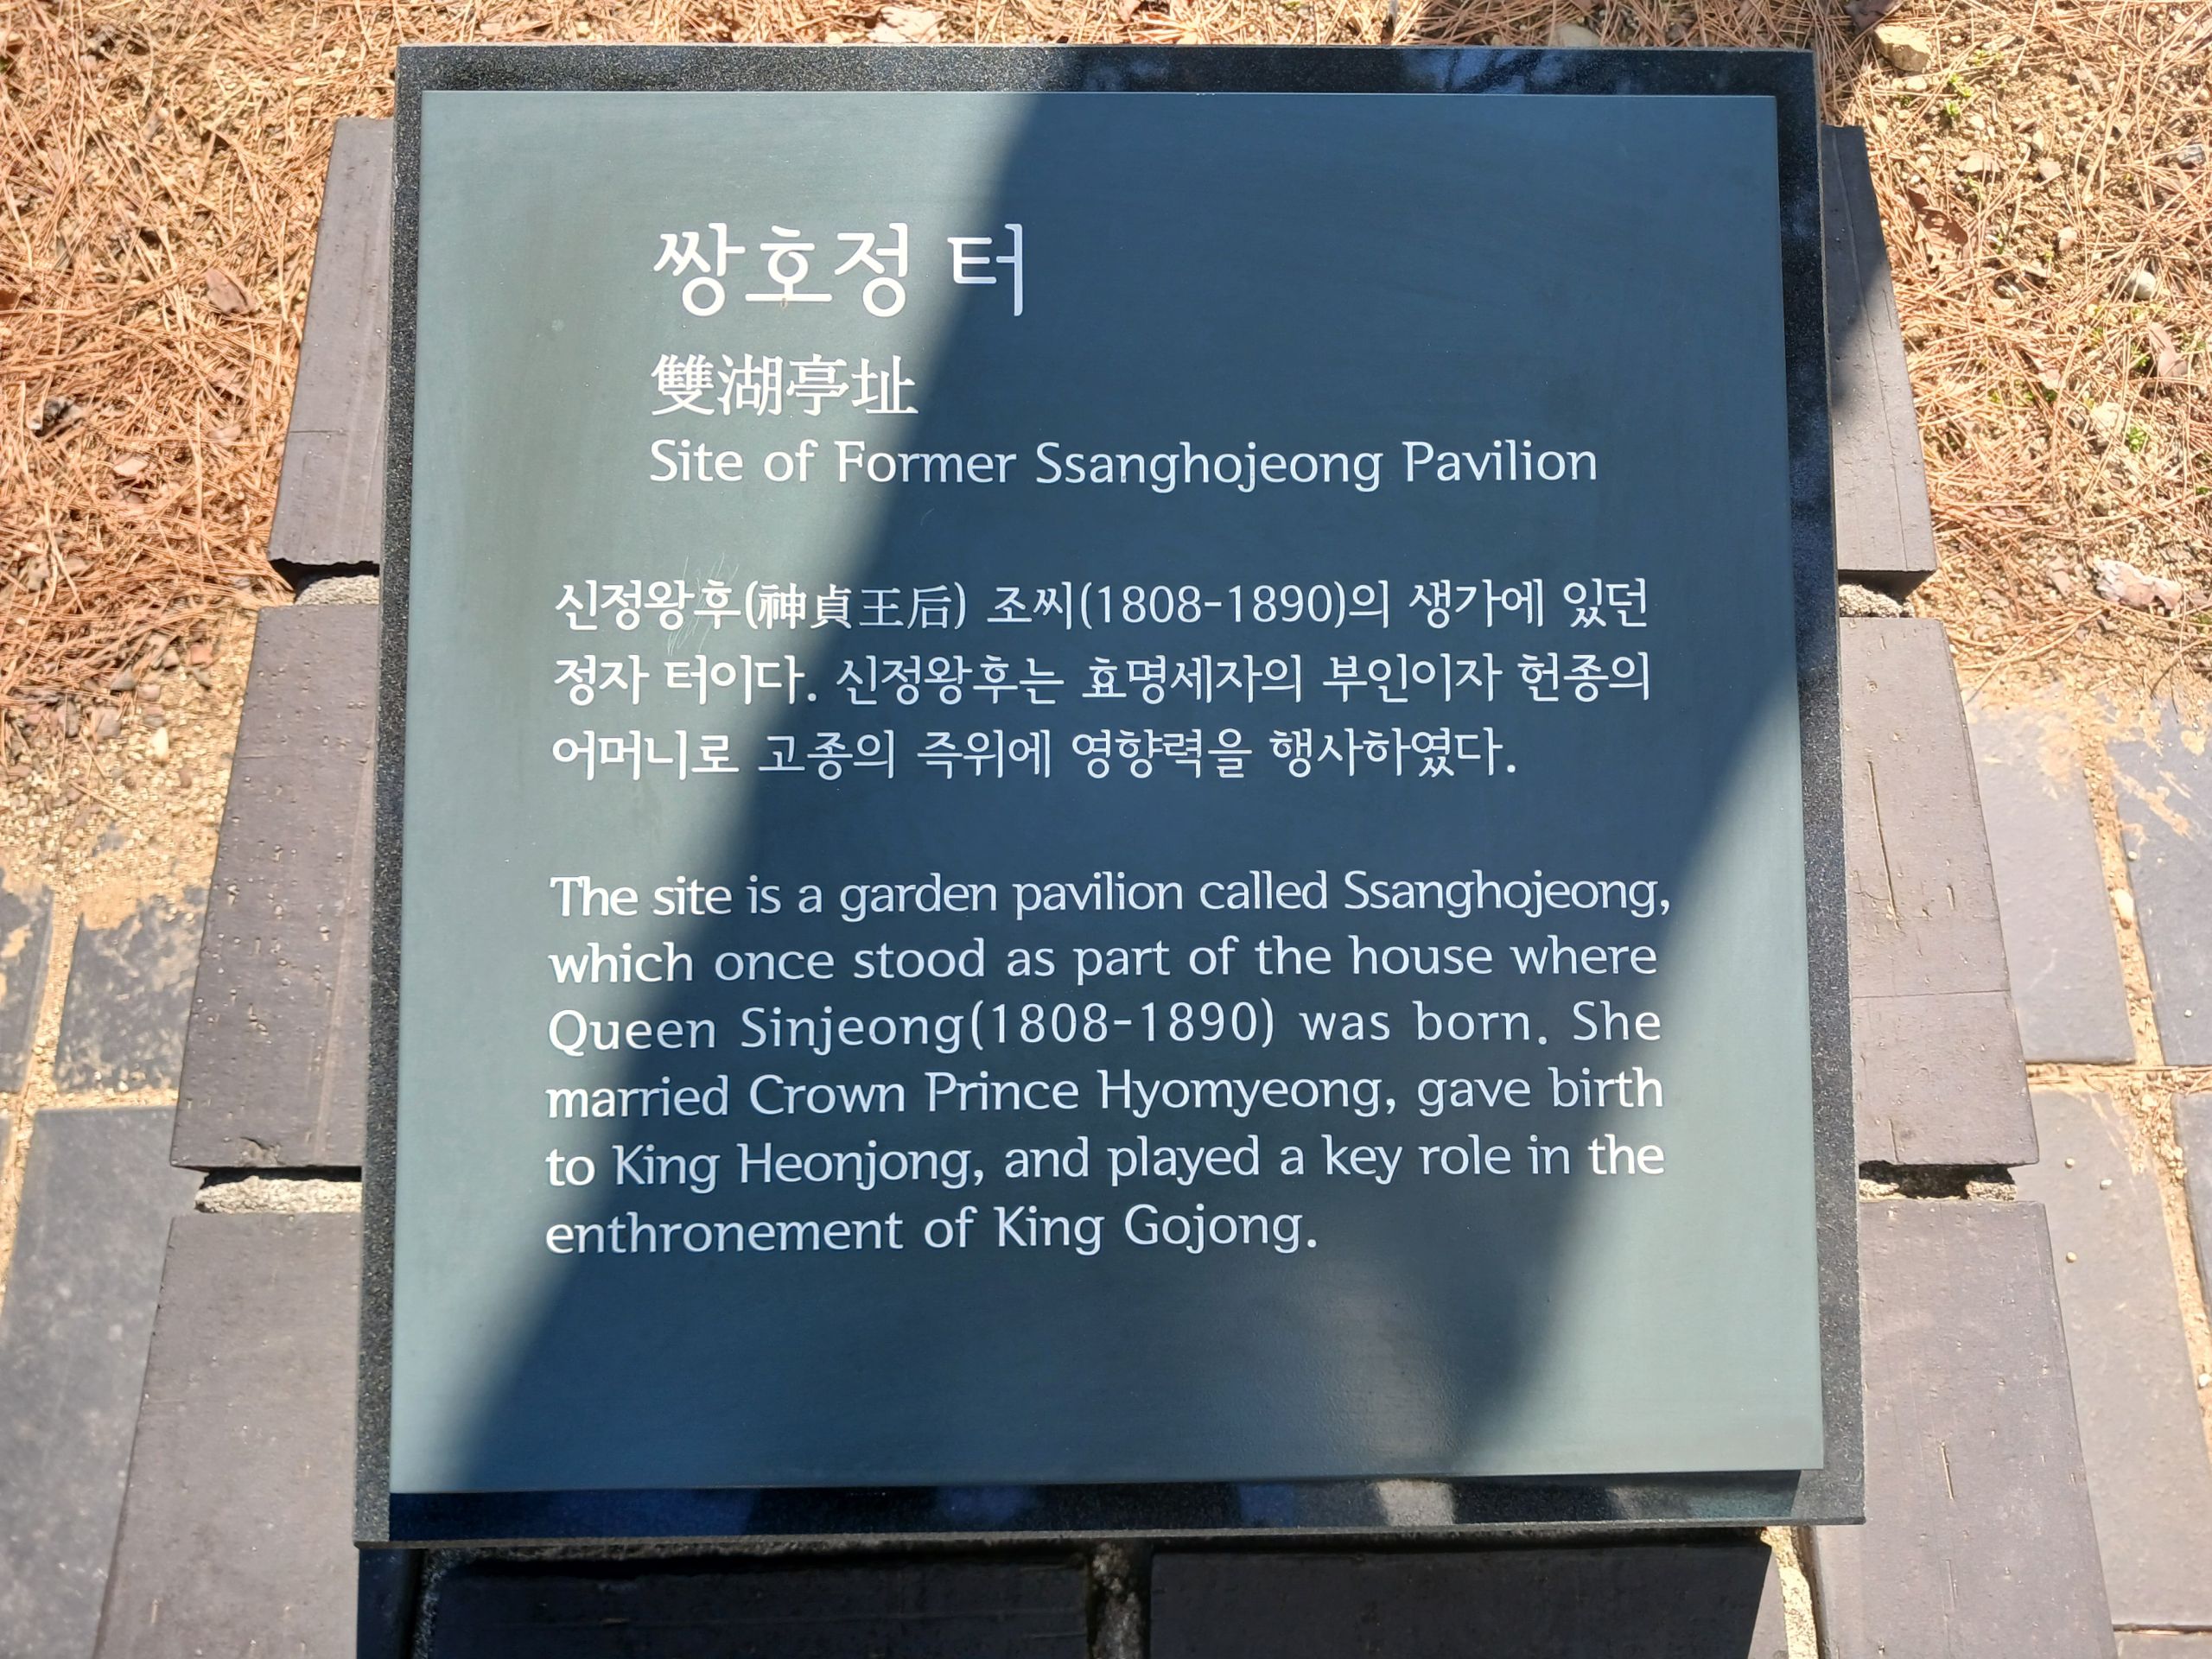 쌍호정 터
雙湖亭址
Site of Former Ssanghojeong Pavilion
신정왕후(神貞王后) 조씨(1808-1890)의 생가에 있던
정자 터이다. 신정왕후는 효명세자의 부인이자 헌종의
어머니로 고종의 즉위에 영향력을 행사하였다.
The site is a garden pavilion called Ssanghojeong,
which once stood as part of the house where
Queen Sinjeong(1808-1890) was born. She
married Crown Prince Hyomyeong, gave birth
to King Heonjong, and played a key role in the
enthronement of King Gojong.